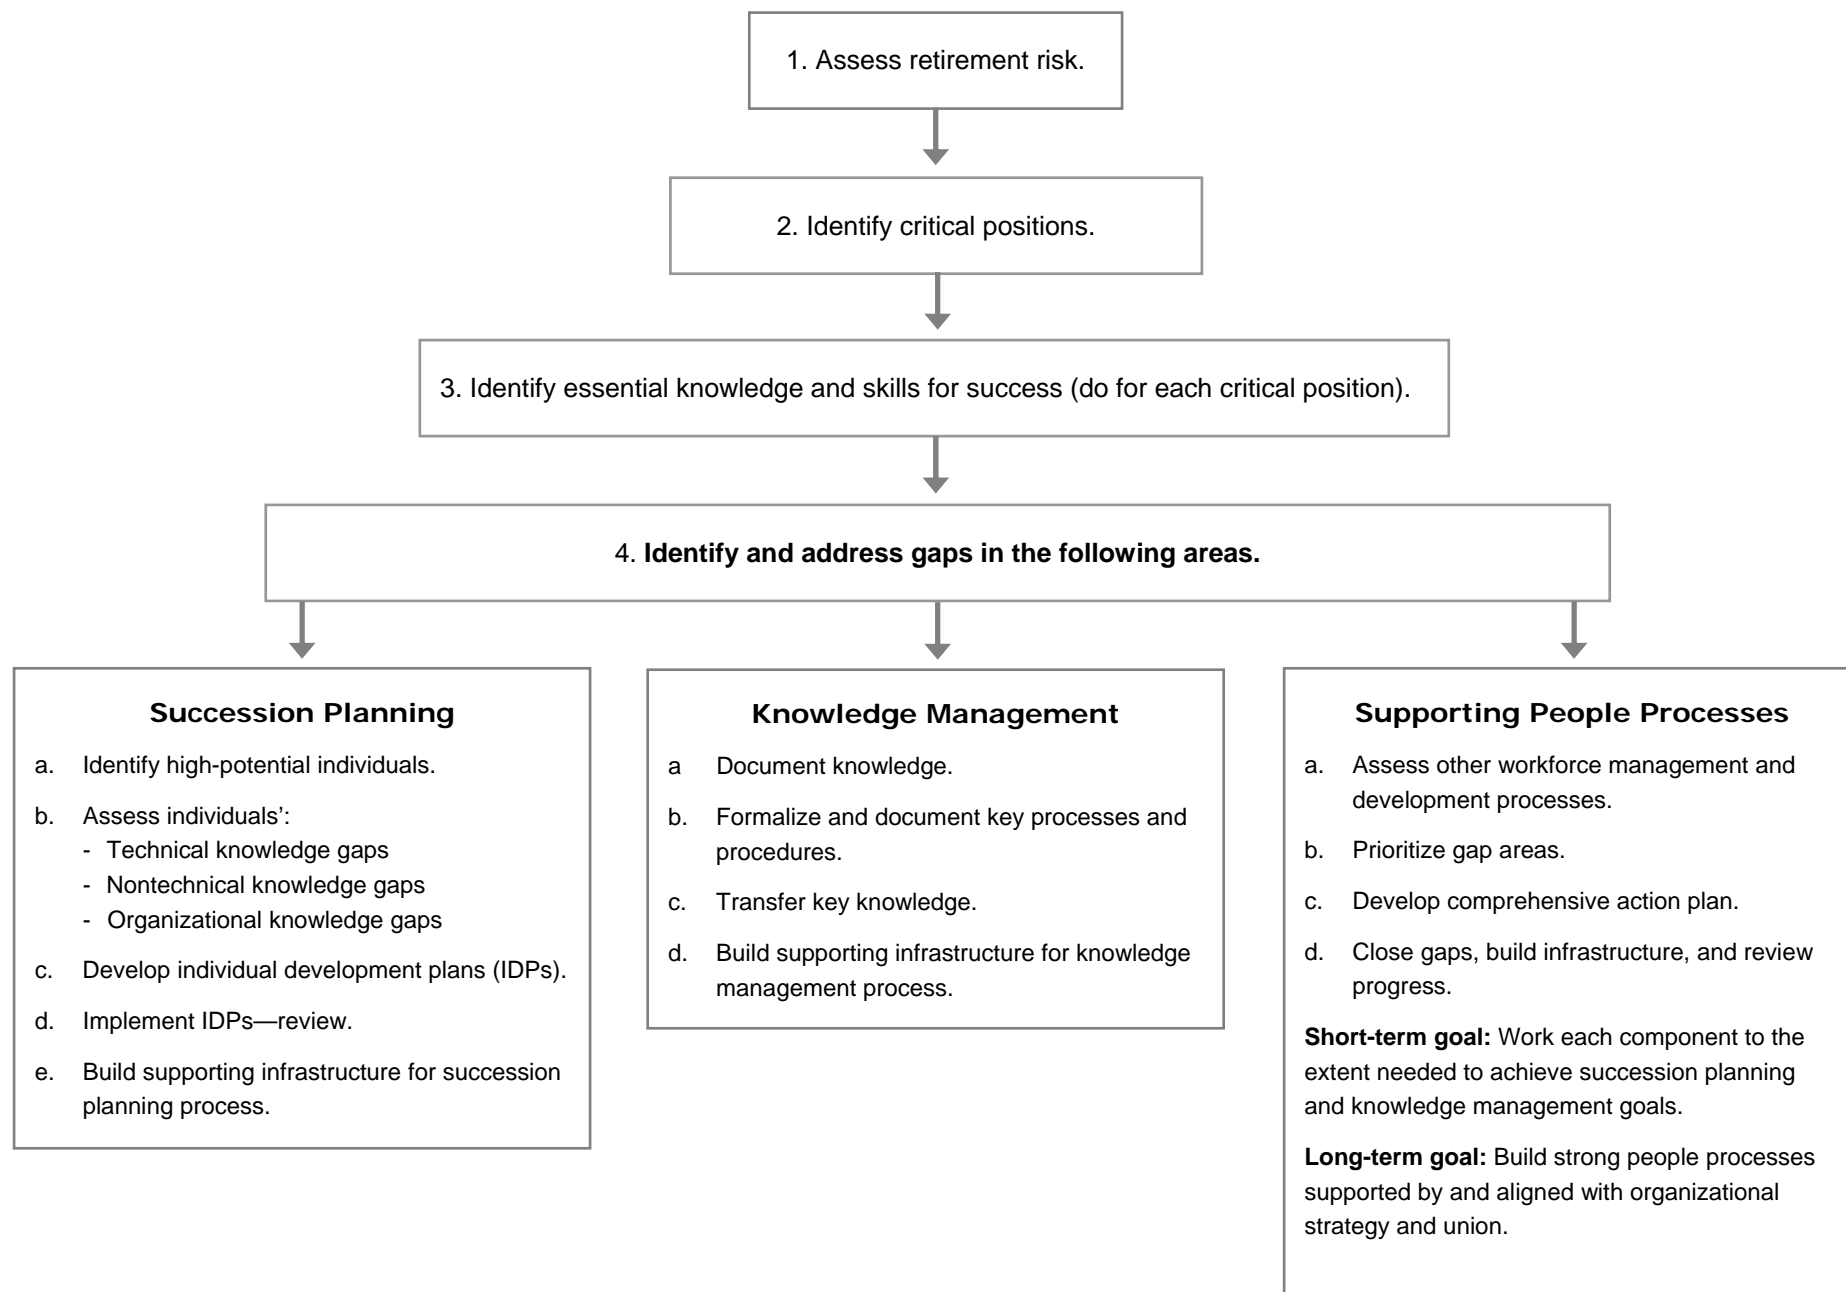 1. Assess retirement risk.
2. Identify critical positions.
3. Identify essential knowledge and skills for success (do for each critical position).
4. Identify and address gaps in the following areas.
Succession Planning
a. Identify high-potential individuals.
b. Assess individuals’:
- Technical knowledge gaps
- Nontechnical knowledge gaps
- Organizational knowledge gaps
c. Develop individual development plans (IDPs).
d. Implement IDPs—review.
e. Build supporting infrastructure for succession
planning process.
Knowledge Management
a Document knowledge.
b. Formalize and document key processes and
procedures.
c. Transfer key knowledge.
d. Build supporting infrastructure for knowledge
management process.
Supporting People Processes
a. Assess other workforce management and
development processes.
b. Prioritize gap areas.
c. Develop comprehensive action plan.
d. Close gaps, build infrastructure, and review
progress.
Short-term goal: Work each component to the
extent needed to achieve succession planning
and knowledge management goals.
Long-term goal: Build strong people processes
supported by and aligned with organizational
strategy and union.